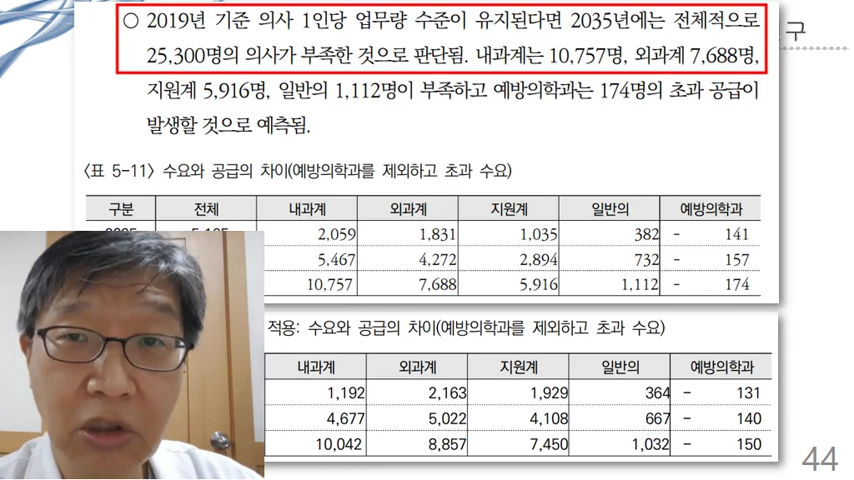 ○ 2019년 기준 의사 1인당 업무량 수준이 유지된다면 2035년에는 전체적으로
25,300명의 의사가 부족한 것으로 판단됨. 내과계는 10,757명, 외과계 7,688명,
지원계 5,916명, 일반의 1,112명이 부족하고 예방의학과는 174명의 초과 공급이
발생할 것으로 예측됨.
구
〈표 5-11〉 수요와 공급의 차이(예방의학과를 제외하고 초과 수요)
구분 전체 내과계 외과계 지원계 일반의 예방의학과
2,059 1,831 1,035 382 - 141
5,467 4,272 2,894 732 - 157
10,757 7,688 5,916 1,112 - 174
적용: 수요와 공급의 차이(예방의학과를 제외하고 초과 수요)
내과계 외과계 지원계 일반의 예방의학과
1,192 2,163 1,929 364 - 131
4,677 5,022 4,108 667 - 140
10,042 8,857 7,450 1,032 - 150
44